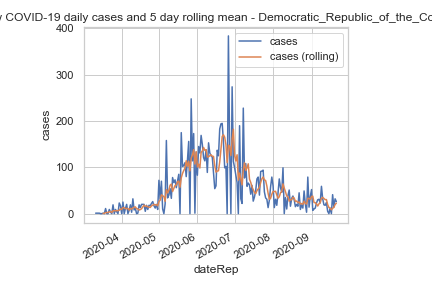 COVID-19 daily cases and 5 day rolling mean - Democratic_Republic_of_the_
cases
cases (rolling)
400
300
200
100
0
cases
2020-04
2020-05
2020-06
2020-07
2020-08
2020-09
dateRep